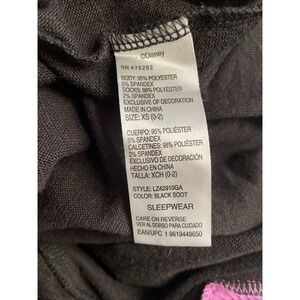 ©Disney
RN #76292
BODY: 95% POLYESTER
5% SPANDEX
SOCKS: 98% POLYESTER
2% SPANDEX
EXCLUSIVE OF DECORATION
MADE IN CHINA
SIZE: XS (0-2)
CUERPO: 95% POLIÉSTER
5% SPANDEX
CALCETINES: 98% POLIÉSTER
2% SPANDEX
EXCLUSIVO DE DECORACIÓN
HECHO EN CHINA
TALLA: XCH (0-2)
STYLE: LZ42910GA
COLOR: BLACK SOOT
SLEEPWEAR
CARE ON REVERSE
VER AL DORSO PARA CUIDADO
EAN/UPC 1 9619449650